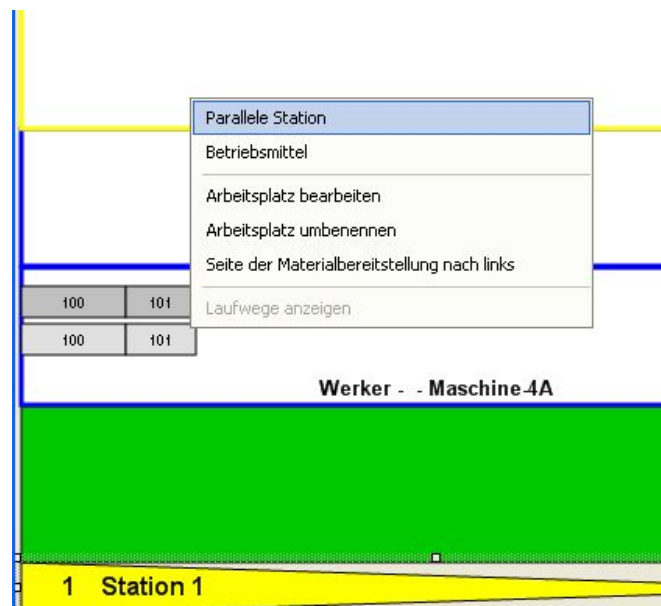 Parallele Station
Betriebsmittel
Arbeitsplatz bearbeiten
Arbeitsplatz umbenennen
Seite der Materialbereitstellung nach links
Laufwege anzeigen
100 101
100 101
Werker - - Maschine-4A
1 Station 1